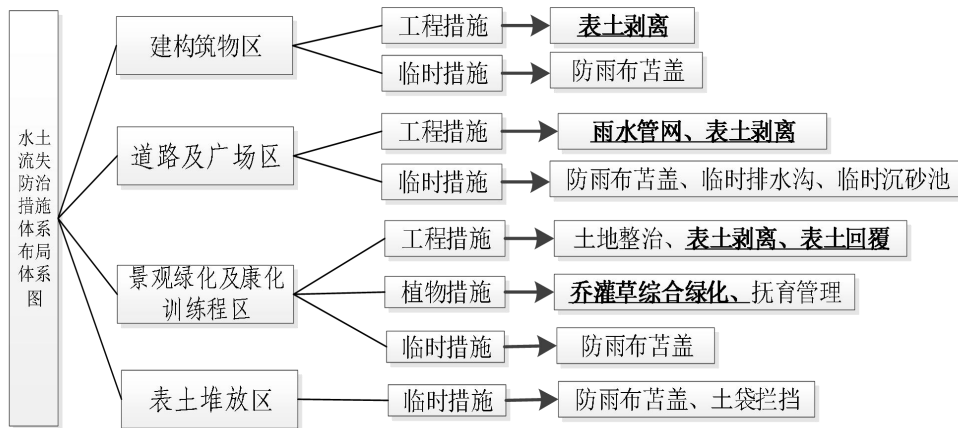 水土流失防治措施体系布局体系图
建构筑物区
工程措施
表土剥离
临时措施
防雨布苫盖
道路及广场区
工程措施
雨水管网、表土剥离
临时措施
防雨布苫盖、临时排水沟、临时沉砂池
景观绿化及康化
训练程区
工程措施
土地整治、表土剥离、表土回覆
植物措施
乔灌草综合绿化、抚育管理
临时措施
防雨布苫盖
表土堆放区
临时措施
防雨布苫盖、土袋拦挡